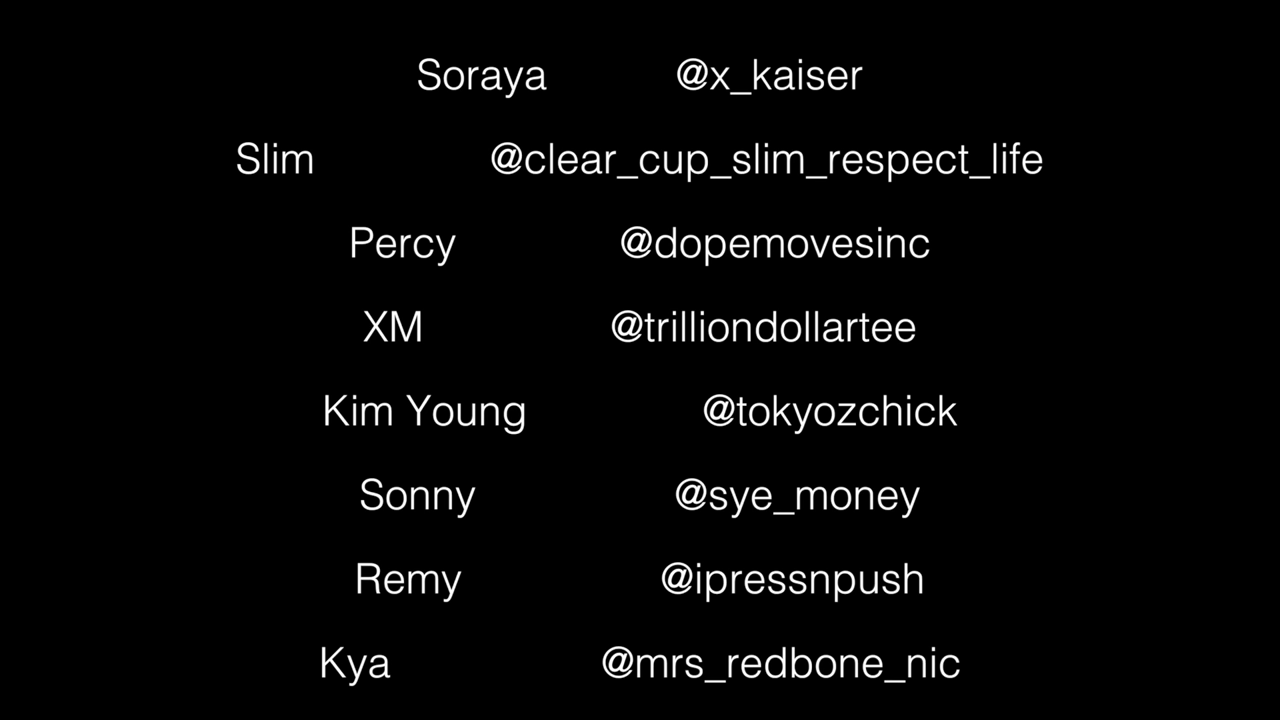 Soraya @x_kaiser
Slim @clear_cup_slim_respect_life
Percy @dopemovesinc
XM @trilliondollartee
Kim Young @tokyozchick
Sonny @sye_money
Remy @ipressnpush
Kya @mrs_redbone_nic